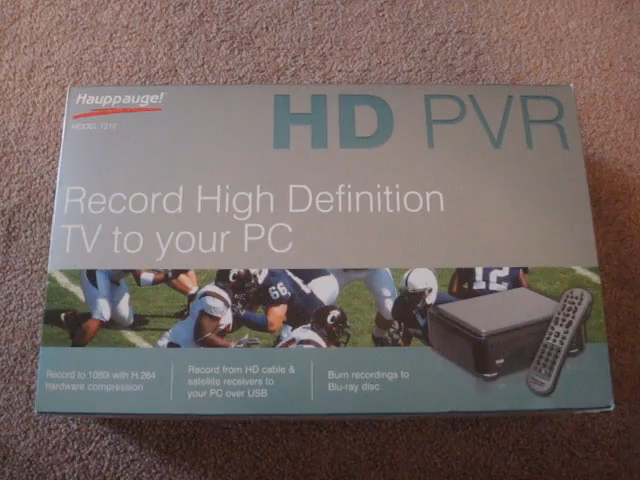 Hauppauge!
HD PVR
MODEL 1212
Record High Definition
TV to your PC
66
12
Record to 1080i with H.264
hardware compression
Record from HD cable &
satellite receivers to
your PC over USB
Burn recordings to
Blu-ray disc